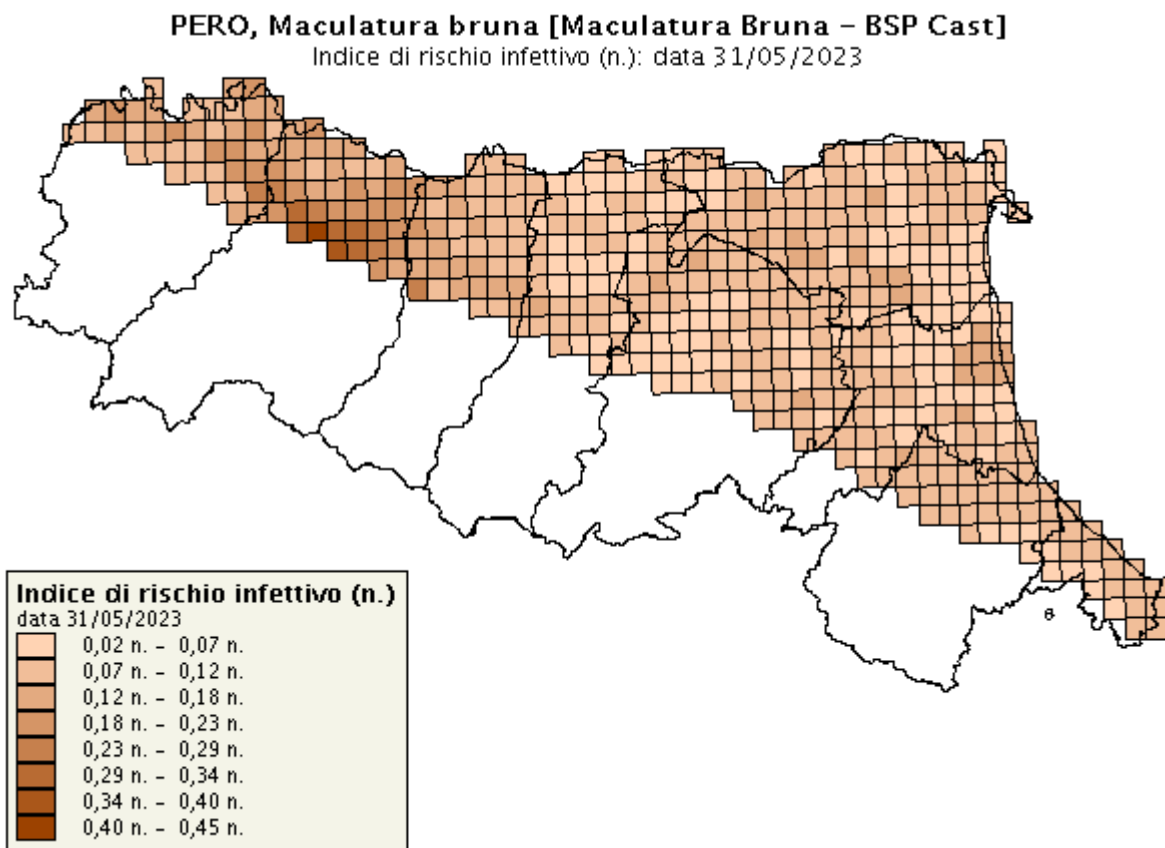 PERO, Maculatura bruna [Maculatura Bruna – BSP Cast]
Indice di rischio infettivo (n.): data 31/05/2023
Indice di rischio infettivo (n.)
data 31/05/2023
0,02 n. – 0,07 n.
0,07 n. – 0,12 n.
0,12 n. – 0,18 n.
0,18 n. – 0,23 n.
0,23 n. – 0,29 n.
0,29 n. – 0,34 n.
0,34 n. – 0,40 n.
0,40 n. – 0,45 n.